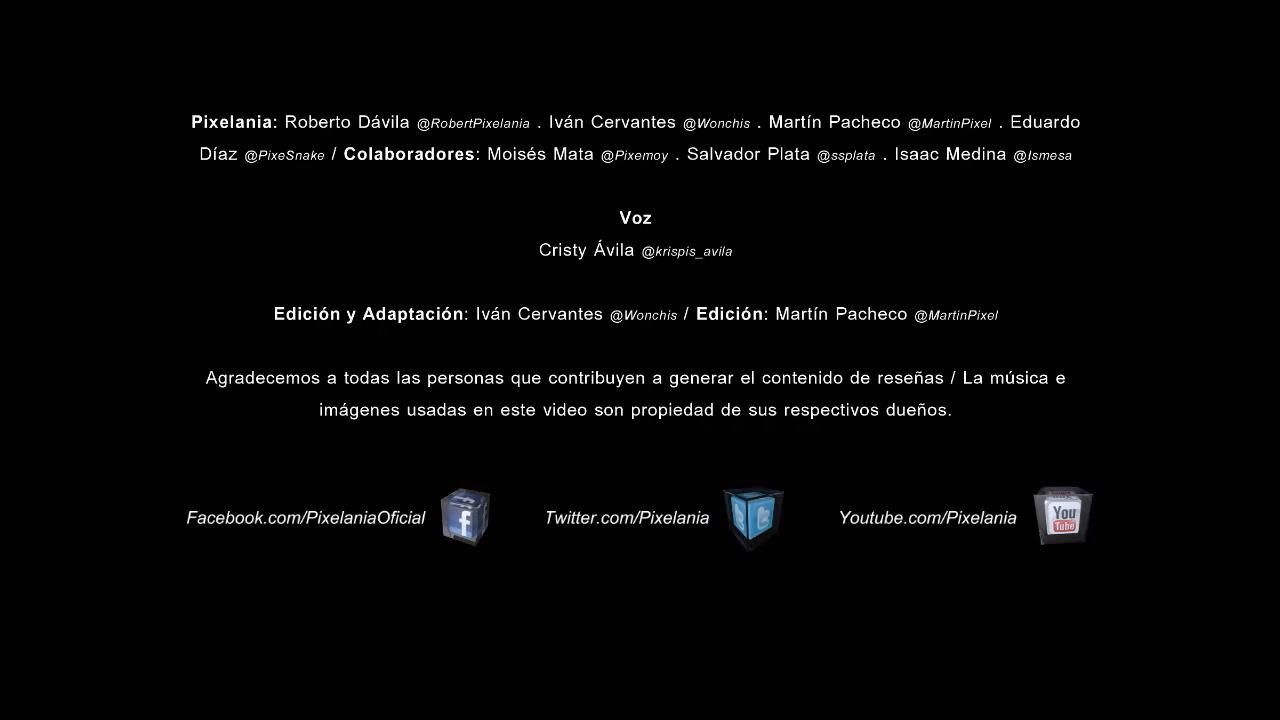 Pixelania: Roberto Dávila @RobertPixelania . Iván Cervantes @Wonchis . Martín Pacheco @MartinPixel . Eduardo
Díaz @PixeSnake / Colaboradores: Moisés Mata @Pixemoy . Salvador Plata @ssplata . Isaac Medina @Ismesa
Voz
Cristy Ávila @krispis_avila
Edición y Adaptación: Iván Cervantes @Wonchis / Edición: Martín Pacheco @MartinPixel
Agradecemos a todas las personas que contribuyen a generar el contenido de reseñas / La música e
imágenes usadas en este video son propiedad de sus respectivos dueños.
Facebook.com/PixelaniaOficial f Twitter.com/Pixelania t Youtube.com/Pixelania You Tube